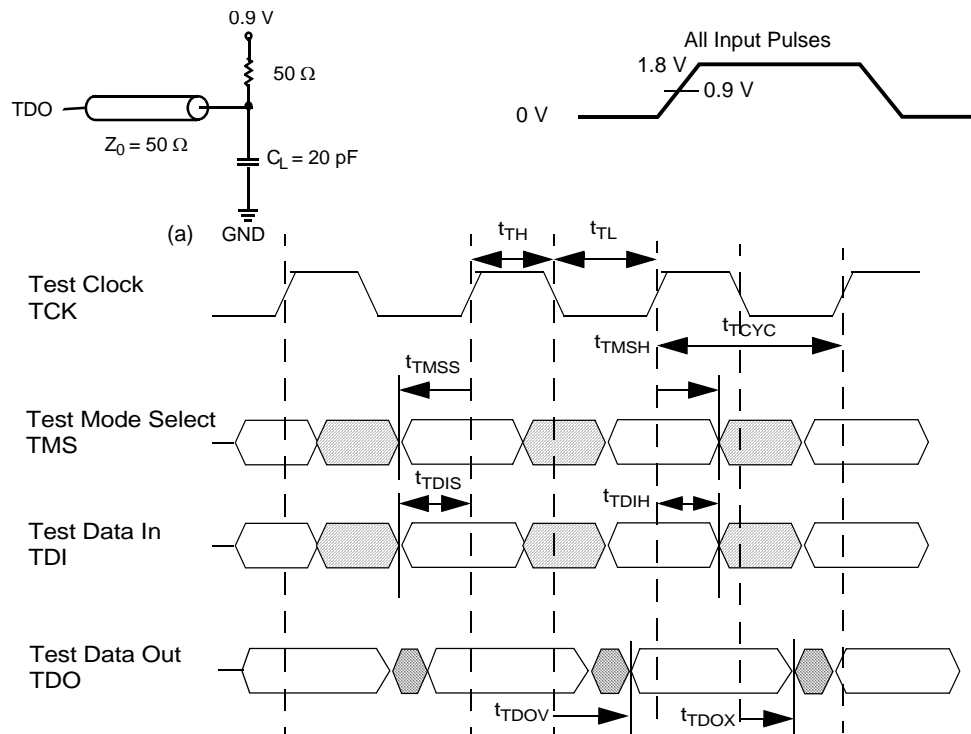 0.9 V
All Input Pulses
50 Ω
1.8 V
0.9 V
TDO
0 V
Z0 = 50 Ω
CL = 20 pF
(a)
GND
tTH
tTL
Test Clock
TCK
tTCYC
tTMSH
tTMSS
Test Mode Select
TMS
tTDIS
tTDIH
Test Data In
TDI
Test Data Out
TDO
tTDOV
tTDOX